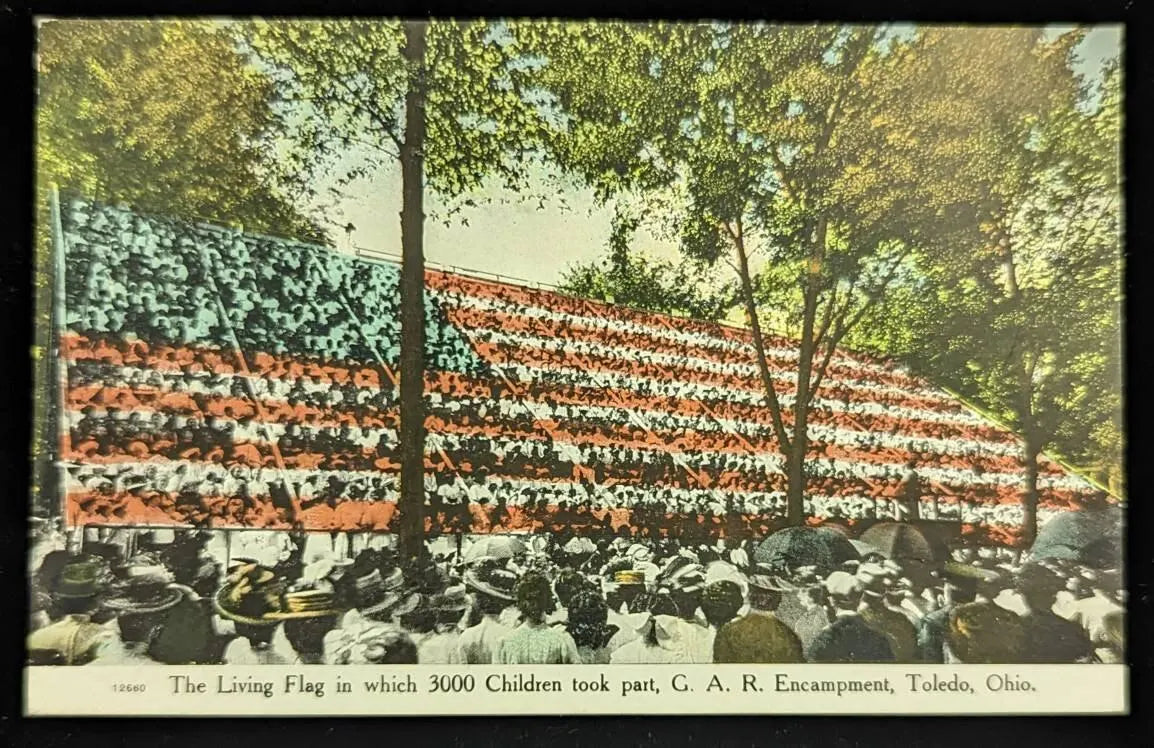 12660 The Living Flag in which 3000 Children took part, G. A. R. Encampment, Toledo, Ohio.